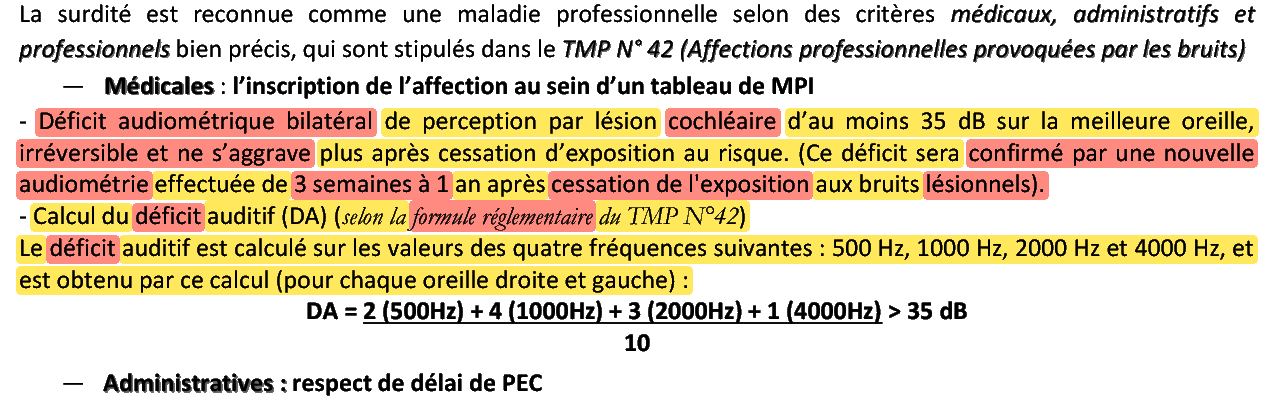 La surdité est reconnue comme une maladie professionnelle selon des critères médicaux, administratifs et
professionnels bien précis, qui sont stipulés dans le TMP N° 42 (Affections professionnelles provoquées par les bruits)
— Médicales : l’inscription de l’affection au sein d’un tableau de MPI
- Déficit audiométrique bilatéral de perception par lésion cochléaire d’au moins 35 dB sur la meilleure oreille,
irréversible et ne s’aggrave plus après cessation d’exposition au risque. (Ce déficit sera confirmé par une nouvelle
audiométrie effectuée de 3 semaines à 1 an après cessation de l'exposition aux bruits lésionnels).
- Calcul du déficit auditif (DA) (selon la formule réglementaire du TMP N°42)
Le déficit auditif est calculé sur les valeurs des quatre fréquences suivantes : 500 Hz, 1000 Hz, 2000 Hz et 4000 Hz, et
est obtenu par ce calcul (pour chaque oreille droite et gauche) :
DA = 2 (500Hz) + 4 (1000Hz) + 3 (2000Hz) + 1 (4000Hz) > 35 dB
10
— Administratives : respect de délai de PEC